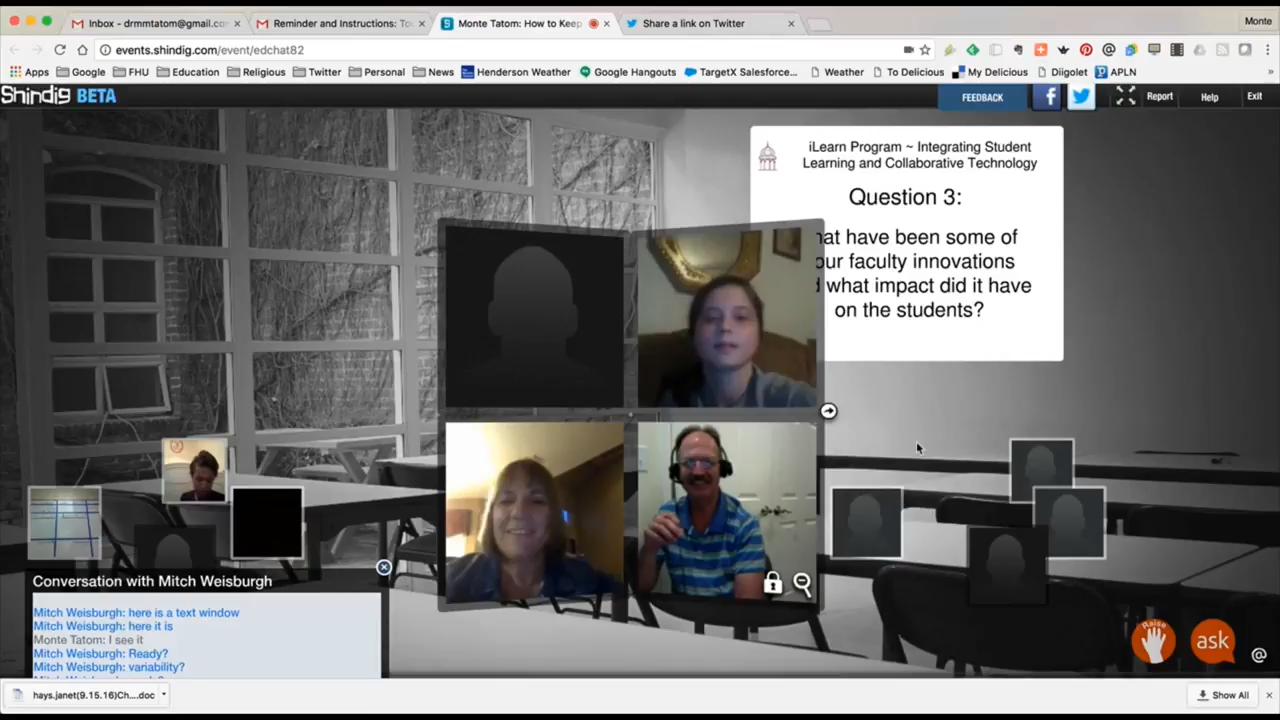 Inbox - drmmtatom@gmail.co
Reminder and Instructions: To
Monte Tatom: How to Keep
Share a link on Twitter
Monte
events.shindig.com/event/edchat82
Apps
Google
FHU
Education
Religious
Twitter
Personal
News
Henderson Weather
Google Hangouts
TargetX Salesforce...
Weather
To Delicious
My Delicious
Diigolet
APLN
Shindig BETA
FEEDBACK
Report
Help
Exit
iLearn Program ~ Integrating Student
Learning and Collaborative Technology
Question 3:
hat have been some of
our faculty innovations
d what impact did it have
on the students?
Conversation with Mitch Weisburgh
Mitch Weisburgh: here is a text window
Mitch Weisburgh: here it is
Monte Tatom: I see it
Mitch Weisburgh: Ready?
Mitch Weisburgh: variability?
Raise
ask
@
hays.janet(9.15.16)Ch....doc
Show All